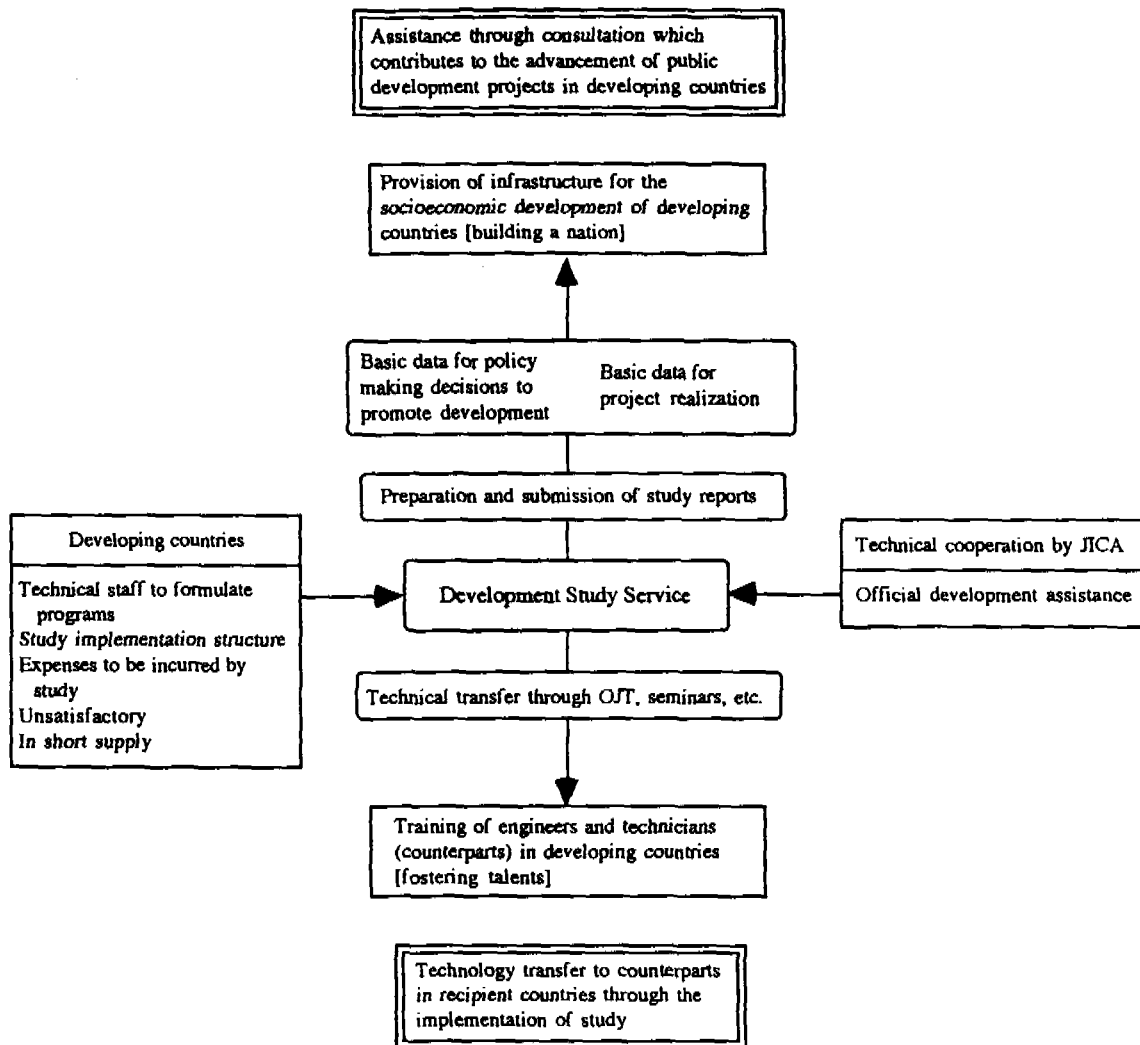 Assistance through consultation which
contributes to the advancement of public
development projects in developing countries
Provision of infrastructure for the
socioeconomic development of developing
countries [building a nation]
Basic data for policy
making decisions to
promote development
Basic data for
project realization
Preparation and submission of study reports
Developing countries
Technical staff to formulate
programs
Study implementation structure
Expenses to be incurred by
study
Unsatisfactory
In short supply
Development Study Service
Technical cooperation by JICA
Official development assistance
Technical transfer through OJT, seminars, etc.
Training of engineers and technicians
(counterparts) in developing countries
[fostering talents]
Technology transfer to counterparts
in recipient countries through the
implementation of study